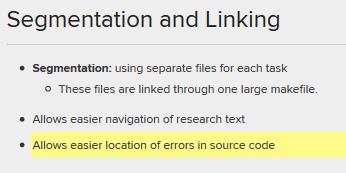 Segmentation and Linking
• Segmentation: using separate files for each task
○ These files are linked through one large makefile.
• Allows easier navigation of research text
• Allows easier location of errors in source code